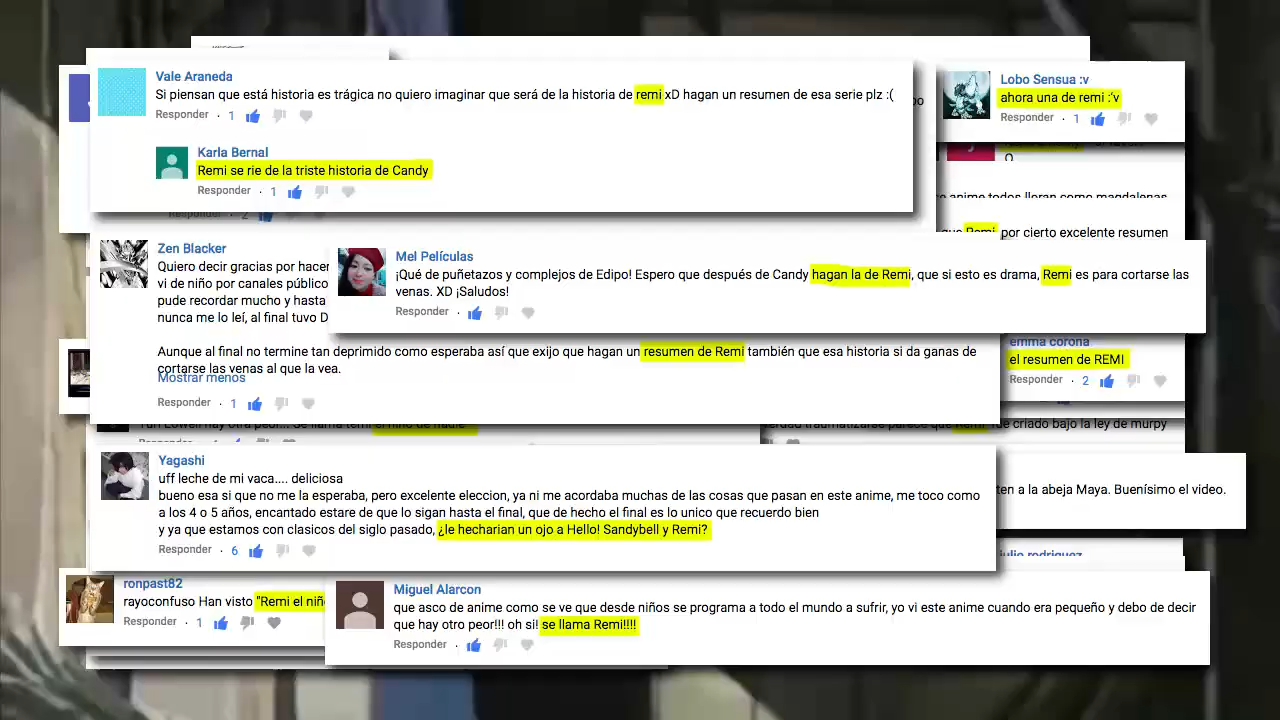 Vale Araneda
Si piensan que está historia es trágica no quiero imaginar que será de la historia de remi xD hagan un resumen de esa serie plz :(
Responder · 1
Karla Bernal
Remi se rie de la triste historia de Candy
Responder · 1
Responder · 2
Lobo Sensua :v
ahora una de remi :'v
Responder · 1
anime todos lloran como magdalenas
que Remi, por cierto excelente resumen
Zen Blacker
Quiero decir gracias por hacer
vi de niño por canales público
pude recordar mucho y hasta
nunca me lo leí, al final tuvo D
Aunque al final no termine tan deprimido como esperaba así que exijo que hagan un resumen de Remi también que esa historia si da ganas de
cortarse las venas al que la vea.
Mostrar menos
Responder · 1
Mel Películas
¡Qué de puñetazos y complejos de Edipo! Espero que después de Candy hagan la de Remi, que si esto es drama, Remi es para cortarse las
venas. XD ¡Saludos!
Responder ·
emma corona
el resumen de REMI
Responder · 2
parece que Remi fue criado bajo la ley de murpy
Yagashi
uff leche de mi vaca.... deliciosa
bueno esa si que no me la esperaba, pero excelente eleccion, ya ni me acordaba muchas de las cosas que pasan en este anime, me toco como
a los 4 o 5 años, encantado estare de que lo sigan hasta el final, que de hecho el final es lo unico que recuerdo bien
y ya que estamos con clasicos del siglo pasado, ¿le hecharian un ojo a Hello! Sandybell y Remi?
Responder · 6
ten a la abeja Maya. Buenísimo el video.
julio rodriguez
ronpast82
rayoconfuso Han visto "Remi el niñ
Responder · 1
Miguel Alarcon
que asco de anime como se ve que desde niños se programa a todo el mundo a sufrir, yo vi este anime cuando era pequeño y debo de decir
que hay otro peor!!! oh si! se llama Remi!!!!
Responder ·